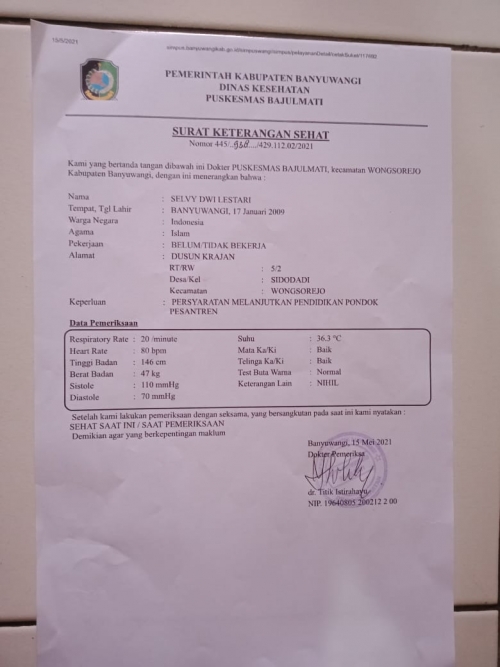 15/5/2021
PEMERINTAH KABUPATEN BANYUWANGI
DINAS KESEHATAN
PUSKESMAS BAJULMATI
SURAT KETERANGAN SEHAT
Nomor 445/..../429.112.02/2021
Kami yang bertanda tangan dibawah ini Dokter PUSKESMAS BAJULMATI, kecamatan WONGSOREJO
Kabupaten Banyuwangi, dengan ini menerangkan bahwa :
Nama : SELVY DWI LESTARI
Tempat, Tgl Lahir : BANYUWANGI, 17 Januari 2009
Warga Negara : Indonesia
Agama : Islam
Pekerjaan : BELUM/TIDAK BEKERJA
Alamat : DUSUN KRAJAN
RT/RW : 5/2
Desa/Kel : SIDODADI
Kecamatan : WONGSOREJO
Keperluan : PERSYARATAN MELANJUTKAN PENDIDIKAN PONDOK
PESANTREN
Data Pemeriksaan
Respiratory Rate : 20 /minute Suhu : 36.3 °C
Heart Rate : 80 bpm Mata Ka/Ki : Baik
Tinggi Badan : 146 cm Telinga Ka/Ki : Baik
Berat Badan : 47 kg Test Buta Warna : Normal
Sistole : 110 mmHg Keterangan Lain : NIHIL
Diastole : 70 mmHg
Setelah kami lakukan pemeriksaan dengan seksama, yang bersangkutan pada saat ini kami nyatakan :
SEHAT SAAT INI / SAAT PEMERIKSAAN
Demikian agar yang berkepentingan maklum
Banyuwangi, 15 Mei 2021
Dokter Pemeriksa
dr. Titik Istirahayu
NIP. 19640805 200212 2 00